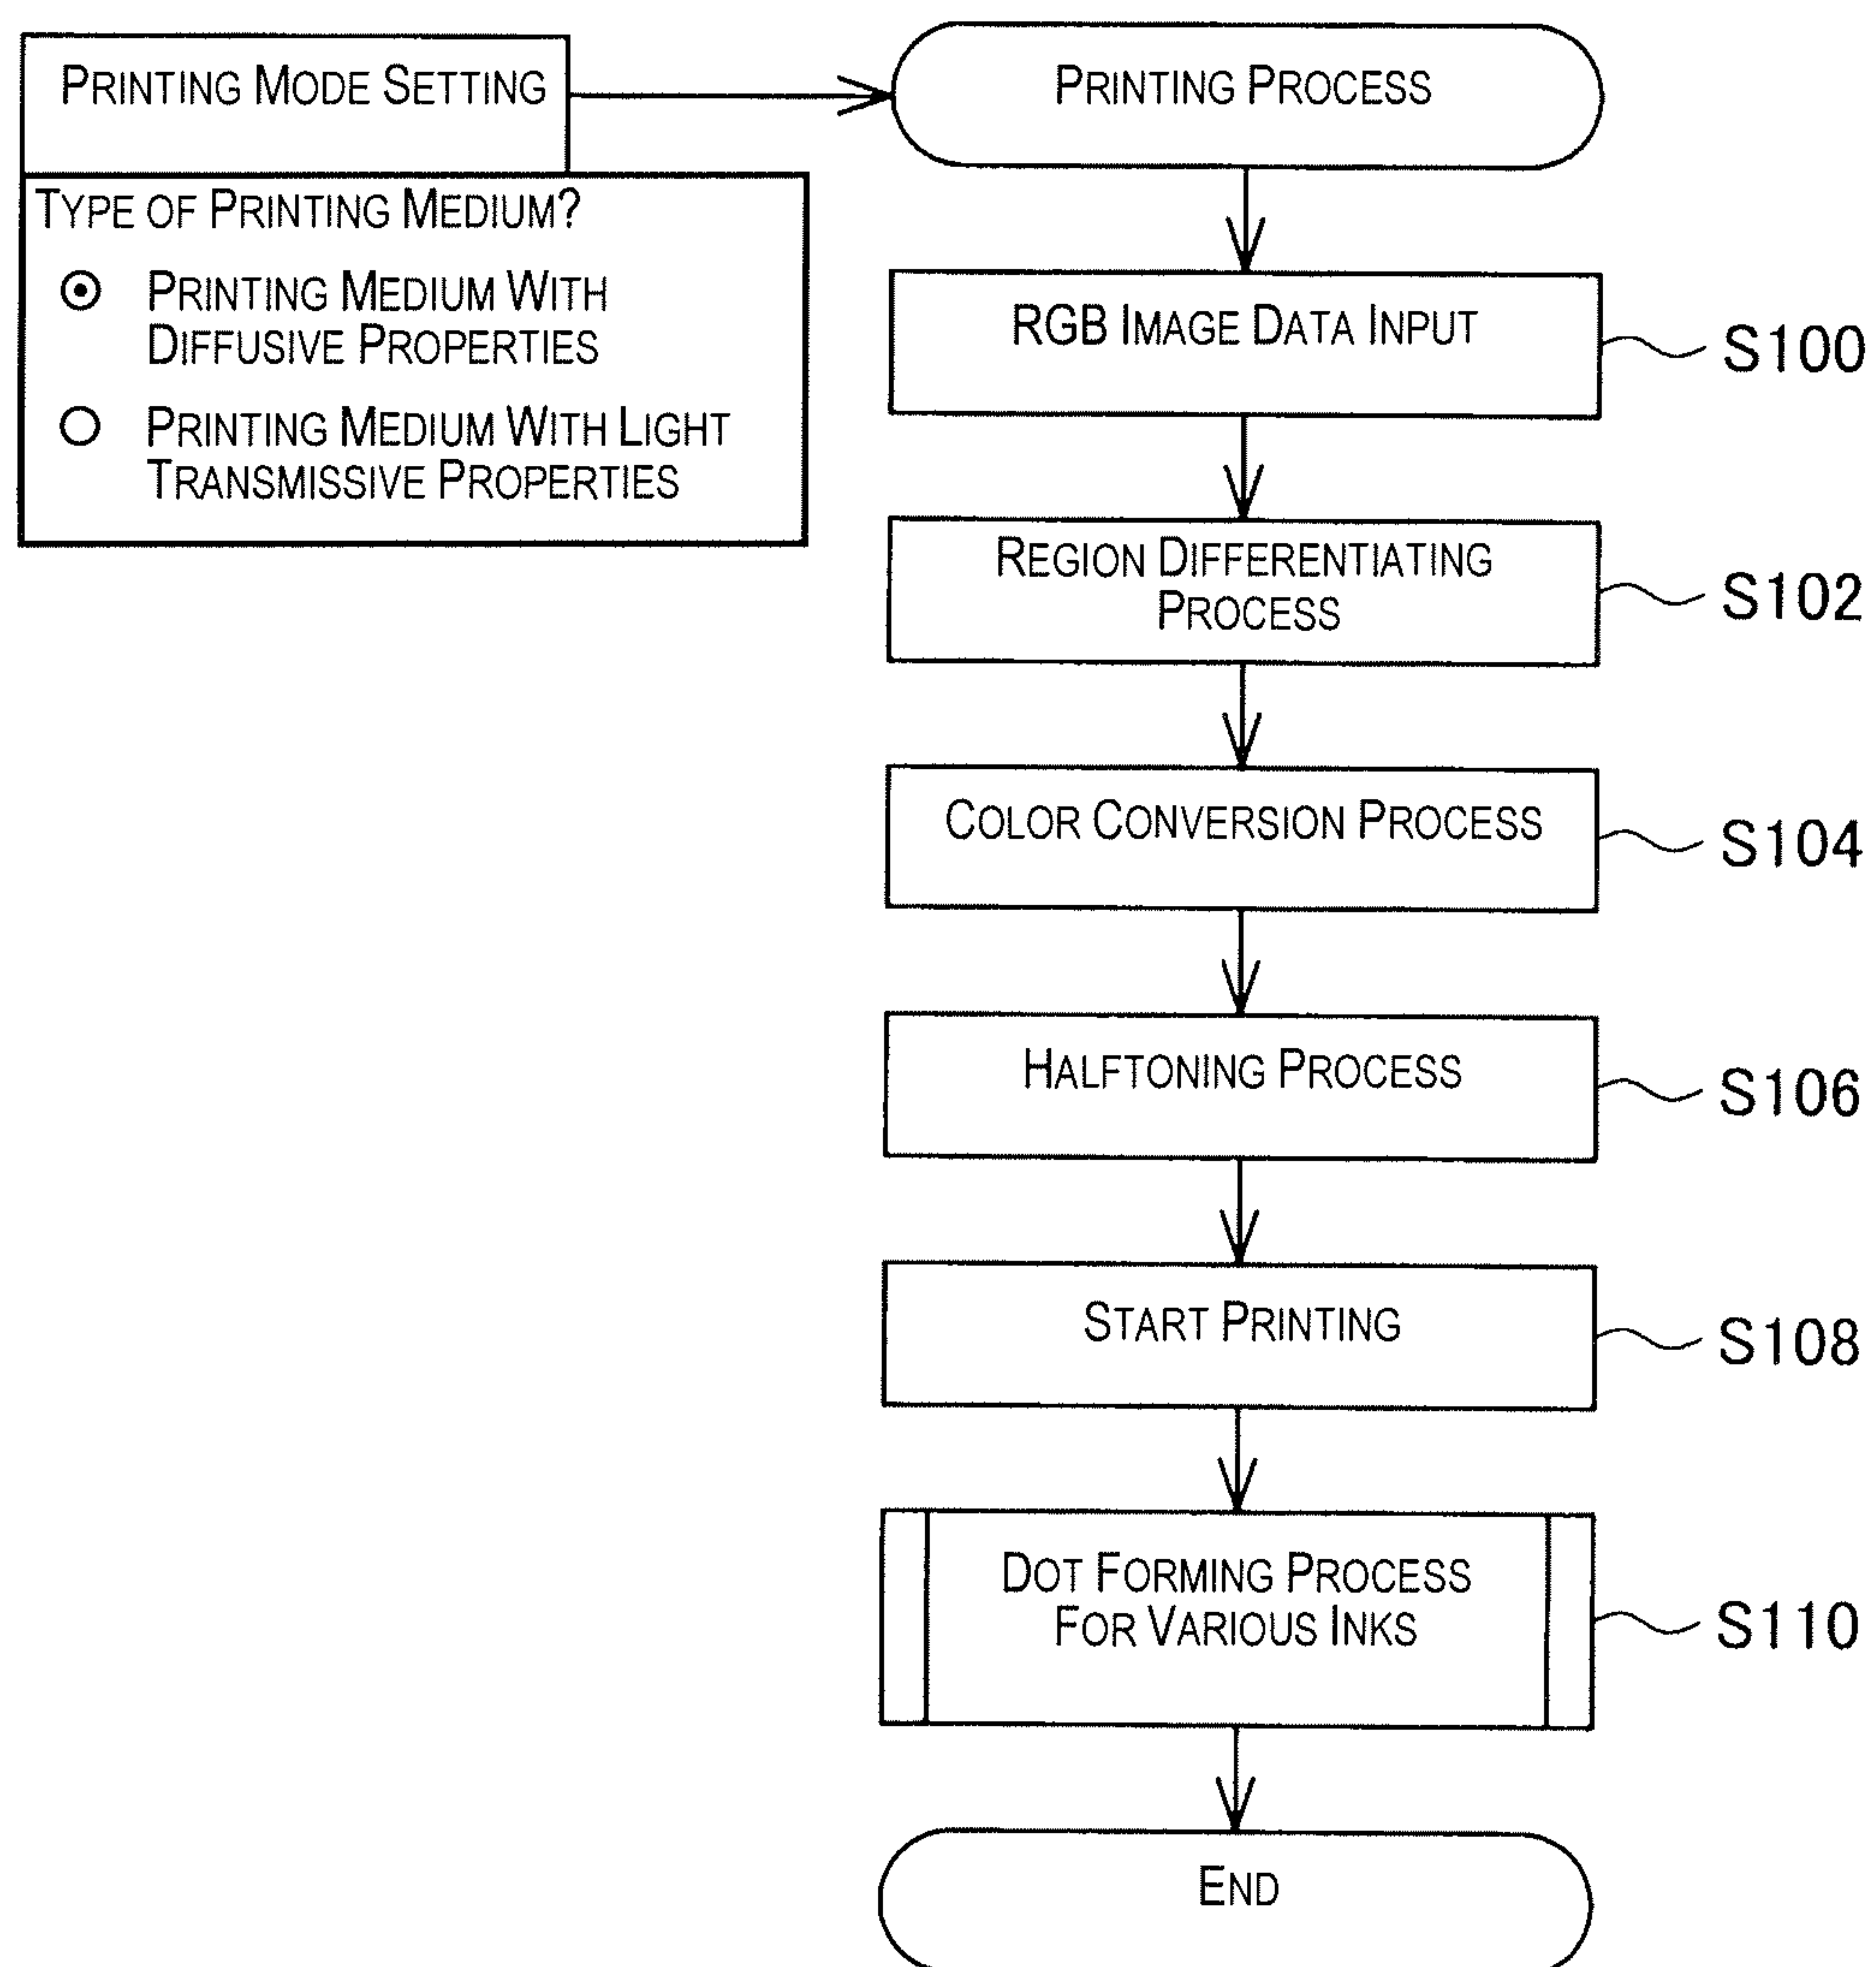 PRINTING MODE SETTING
PRINTING PROCESS
TYPE OF PRINTING MEDIUM?
PRINTING MEDIUM WITH
DIFFUSIVE PROPERTIES
PRINTING MEDIUM WITH LIGHT
TRANSMISSIVE PROPERTIES
RGB IMAGE DATA INPUT
S100
REGION DIFFERENTIATING
PROCESS
S102
COLOR CONVERSION PROCESS
S104
HALFTONING PROCESS
S106
START PRINTING
S108
DOT FORMING PROCESS
FOR VARIOUS INKS
S110
END